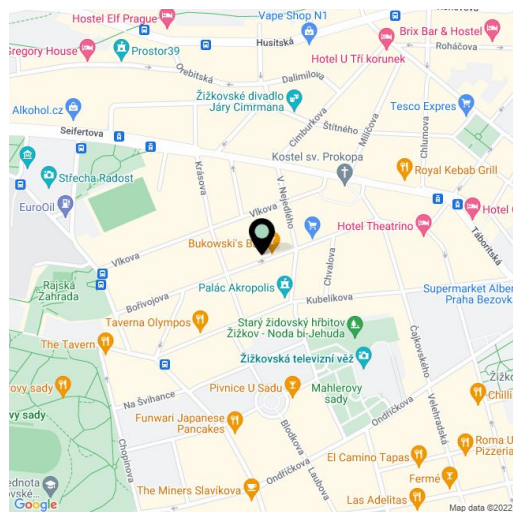 Hostel Elf Prague
Vape Shop N1
Brix Bar & Hostel
Husitská
Roháčova
Gregory House
Prostor39
Hotel U Tří korunek
Orebitská
Dalimilova
Žižkovské divadlo
Járy Cimrmana
Tesco Expres
Alkohol.cz
Cimburkova
Štítného
Milíčova
Chlumova
Seifertova
Kostel sv. Prokopa
Royal Kebab Grill
Střecha Radost
Krásova
V. Nejedlého
EuroOil
Vlkova
Hotel Theatrino
Hotel
Táboritská
Bukowski's
Vlkova
Chvalova
Rajská
Zahrada
Bořivojova
Palác Akropolis
Kubelíkova
Supermarket
Praha
Taverna Olympos
Starý židovský hřbitov
Žižkov - Noda bi-Jehuda
Čajkovského
The Tavern
Žižkovská televizní věž
sady
Na Švihance
Pivnice U Sadu
Mahlerovy
sady
Ondříčkova
Velehradská
Chilli
vy sady
Funwari Japanese
Pancakes
Chopinova
Blodkova
Roma U
Pizzeria
El Camino Tapas
Ondříčkova
Laubova
Fermé
The Miners Slavíkova
Las Adelitas
Google
Map data ©2022